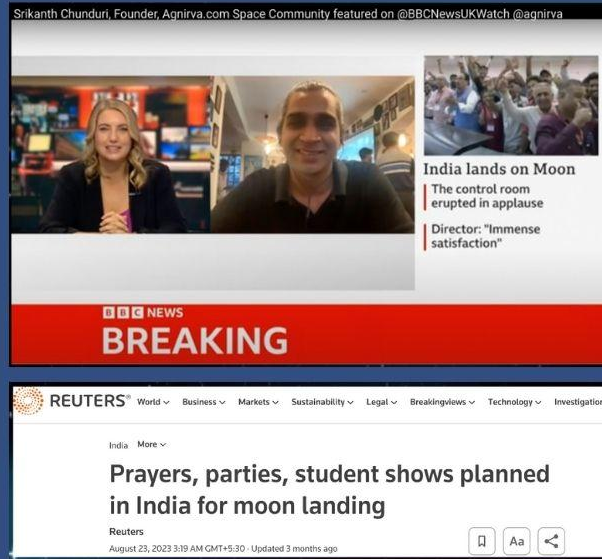 Srikanth Chunduri, Founder, Agnirva.com Space Community featured on @BBCNewsUKWatch @agnirva
India lands on Moon
The control room
erupted in applause
Director: "Immense
satisfaction"
BBC NEWS
BREAKING
REUTERS® World Business Markets Sustainability Legal Breakingviews Technology Investigation
India More
Prayers, parties, student shows planned
in India for moon landing
Reuters
August 23, 2023 3:19 AM GMT+5:30 · Updated 3 months ago
Aa